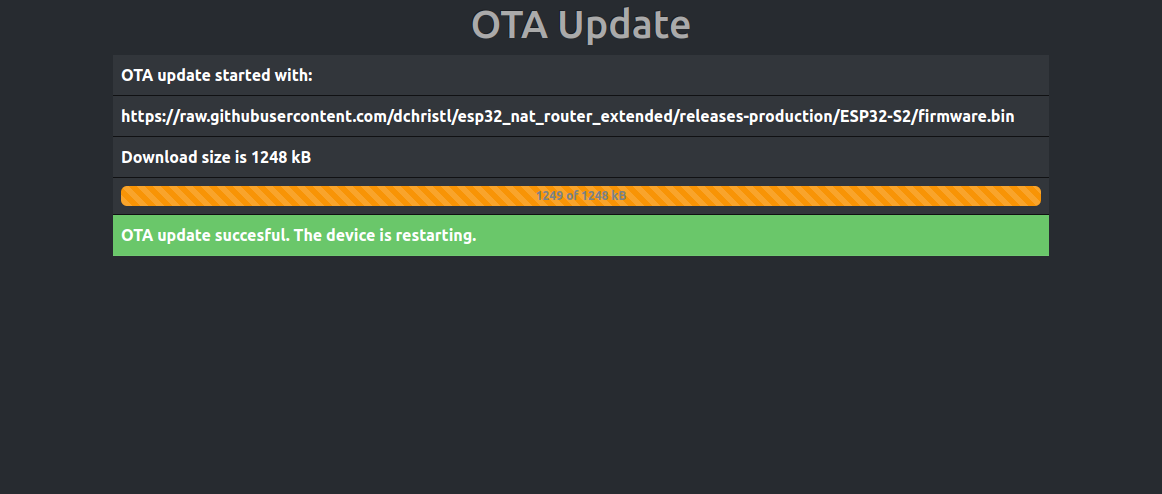 OTA Update
OTA update started with:
https://raw.githubusercontent.com/dchristl/esp32_nat_router_extended/releases-production/ESP32-S2/firmware.bin
Download size is 1248 kB
1249 of 1248 kB
OTA update succesful. The device is restarting.